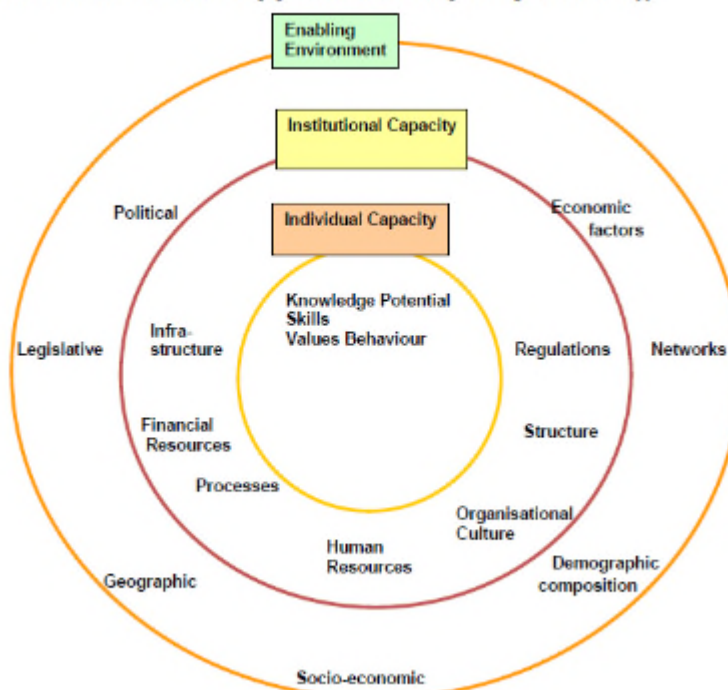 Enabling
Environment
Institutional Capacity
Political
Economic
factors
Individual Capacity
Knowledge Potential
Skills
Values Behaviour
Legislative
Infra-
structure
Regulations
Networks
Financial
Resources
Structure
Processes
Organisational
Culture
Human
Resources
Geographic
Demographic
composition
Socio-economic